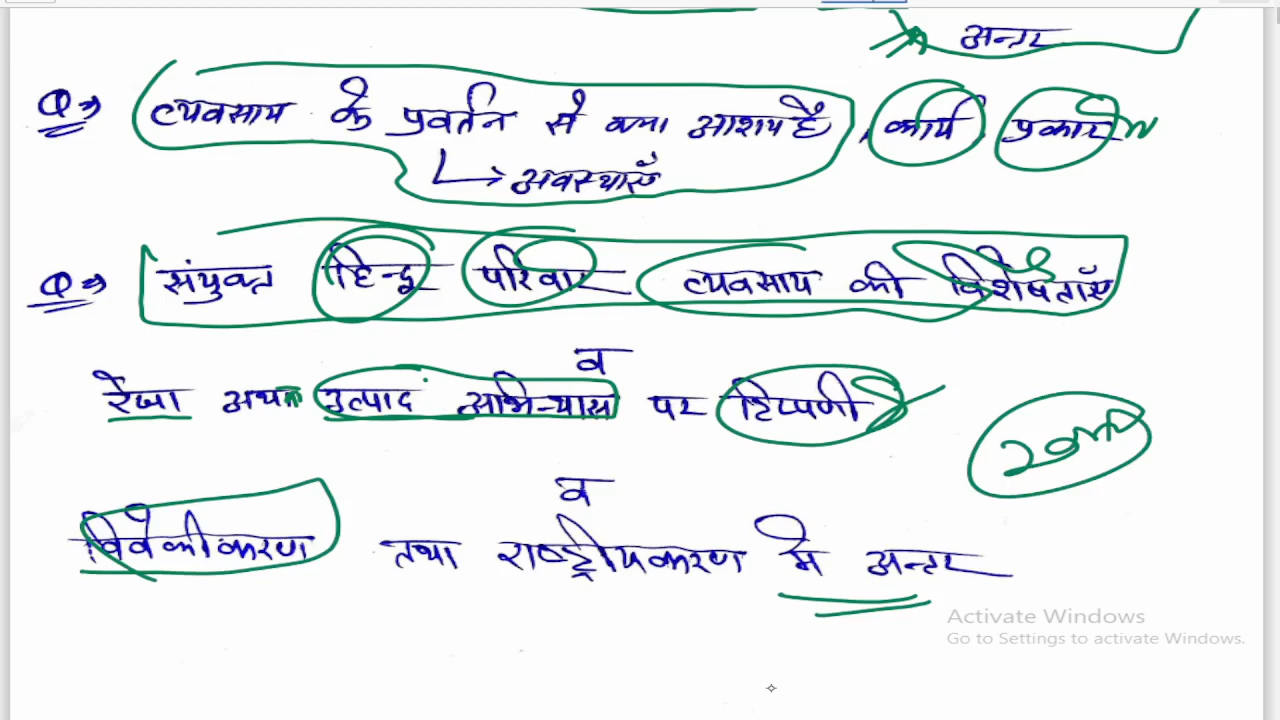 अन्तर
Q⇒ व्यवसाय के प्रवर्तन से क्या आशय है, कार्य प्रकार
↳ अवस्थाएँ
Q⇒ संयुक्त हिन्दू परिवार व्यवसाय की विशेषताएँ
व
रेखा अथवा उत्पाद अभिन्यास पर टिप्पणी
व
विवेकीकरण तथा राष्ट्रीयकरण में अन्तर
Activate Windows
Go to Settings to activate Windows.